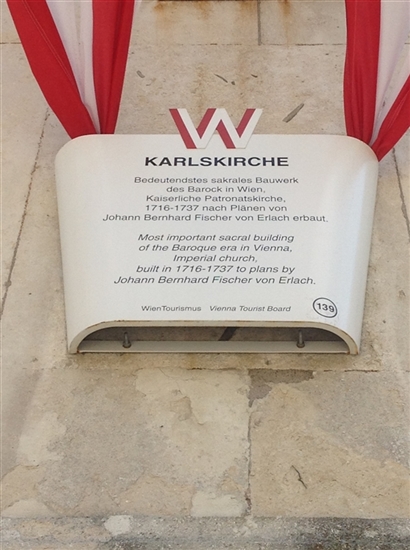 W
KARLSKIRCHE
Bedeutendstes sakrales Bauwerk
des Barock in Wien.
Kaiserliche Patronatskirche,
1716-1737 nach Plänen von
Johann Bernhard Fischer von Erlach erbaut.
Most important sacral building
of the Baroque era in Vienna,
Imperial church,
built in 1716-1737 to plans by
Johann Bernhard Fischer von Erlach.
WienTourismus Vienna Tourist Board 139